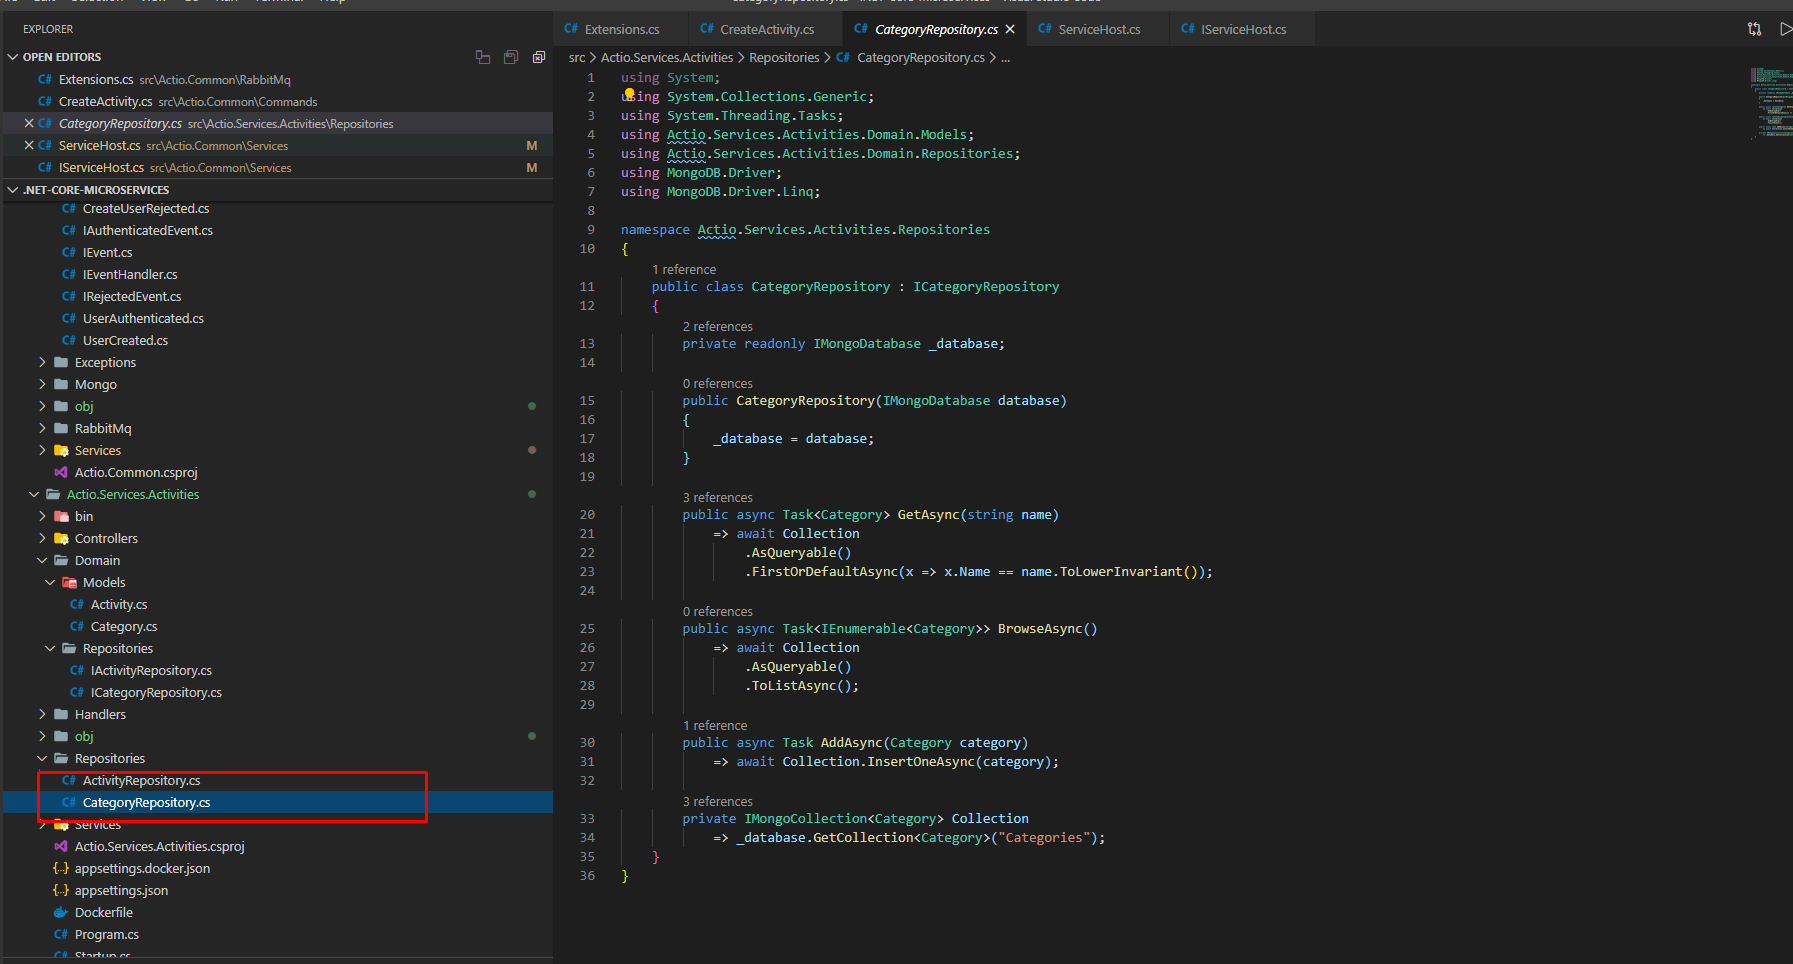 EXPLORER
OPEN EDITORS
C# Extensions.cs src\Actio.Common\RabbitMq
C# CreateActivity.cs src\Actio.Common\Commands
C# CategoryRepository.cs src\Actio.Services.Activities\Repositories
C# ServiceHost.cs src\Actio.Common\Services M
C# IServiceHost.cs src\Actio.Common\Services M
.NET-CORE-MICROSERVICES
C# CreateUserRejected.cs
C# IAuthenticatedEvent.cs
C# IEvent.cs
C# IEventHandler.cs
C# IRejectedEvent.cs
C# UserAuthenticated.cs
C# UserCreated.cs
Exceptions
Mongo
obj
RabbitMq
Services
Actio.Common.csproj
Actio.Services.Activities
bin
Controllers
Domain
Models
C# Activity.cs
C# Category.cs
Repositories
C# IActivityRepository.cs
C# ICategoryRepository.cs
Handlers
obj
Repositories
C# ActivityRepository.cs
C# CategoryRepository.cs
Services
Actio.Services.Activities.csproj
{..} appsettings.docker.json
{..} appsettings.json
Dockerfile
C# Program.cs
C# Startup.cs
C# Extensions.cs C# CreateActivity.cs C# CategoryRepository.cs C# ServiceHost.cs C# IServiceHost.cs
src > Actio.Services.Activities > Repositories > C# CategoryRepository.cs > ...
1 using System;
2 using System.Collections.Generic;
3 using System.Threading.Tasks;
4 using Actio.Services.Activities.Domain.Models;
5 using Actio.Services.Activities.Domain.Repositories;
6 using MongoDB.Driver;
7 using MongoDB.Driver.Linq;
8
9 namespace Actio.Services.Activities.Repositories
10 {
1 reference
11 public class CategoryRepository : ICategoryRepository
12 {
2 references
13 private readonly IMongoDatabase _database;
14
0 references
15 public CategoryRepository(IMongoDatabase database)
16 {
17 _database = database;
18 }
19
3 references
20 public async Task<Category> GetAsync(string name)
21 => await Collection
22 .AsQueryable()
23 .FirstOrDefaultAsync(x => x.Name == name.ToLowerInvariant());
24
0 references
25 public async Task<IEnumerable<Category>> BrowseAsync()
26 => await Collection
27 .AsQueryable()
28 .ToListAsync();
29
1 reference
30 public async Task AddAsync(Category category)
31 => await Collection.InsertOneAsync(category);
32
3 references
33 private IMongoCollection<Category> Collection
34 => _database.GetCollection<Category>("Categories");
35 }
36 }